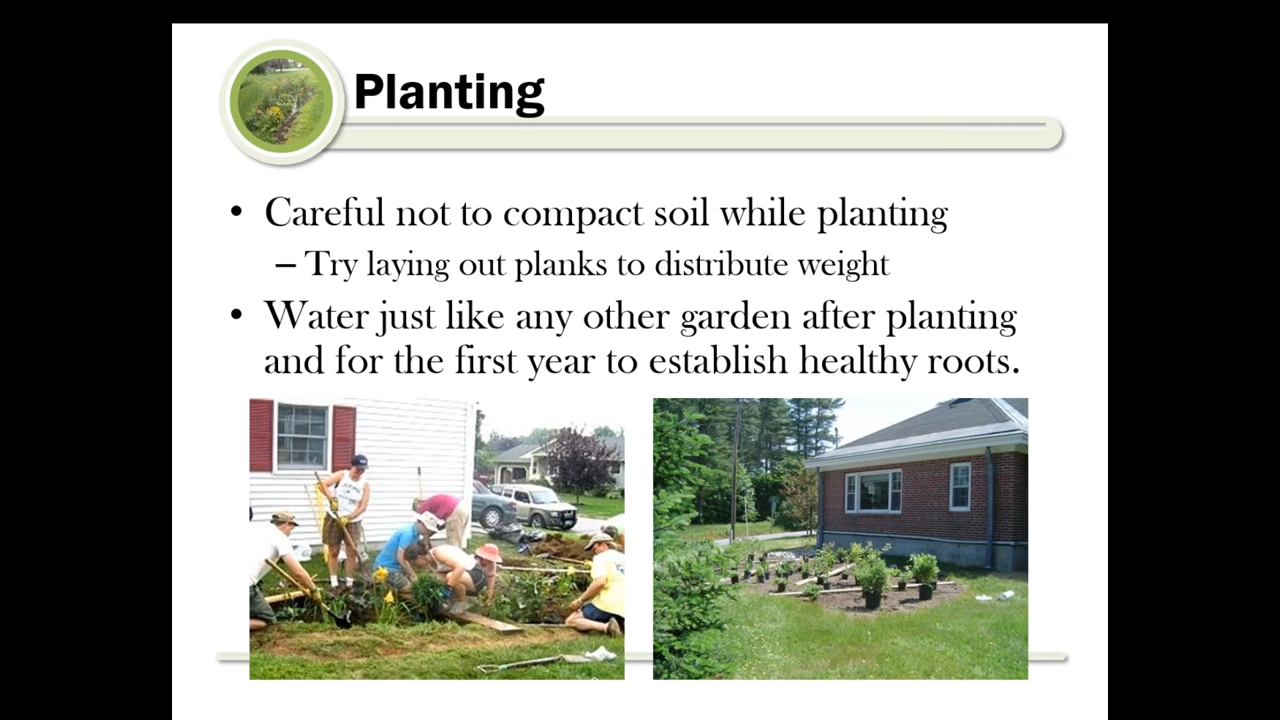 Planting
• Careful not to compact soil while planting
– Try laying out planks to distribute weight
• Water just like any other garden after planting
and for the first year to establish healthy roots.